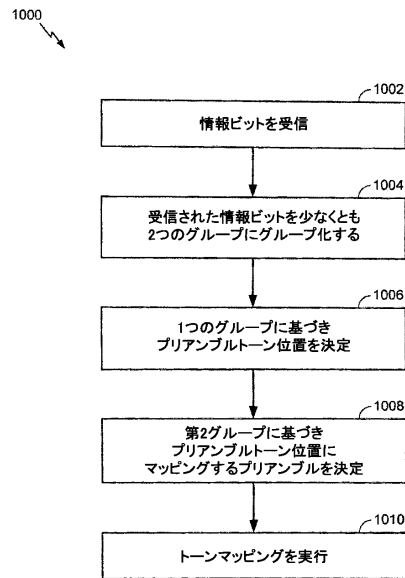 1000
1002
情報ビットを受信
1004
受信された情報ビットを少なくとも
2つのグループにグループ化する
1006
1つのグループに基づき
プリアンブルトーン位置を決定
1008
第2グループに基づき
プリアンブルトーン位置に
マッピングするプリアンブルを決定
1010
トーンマッピングを実行